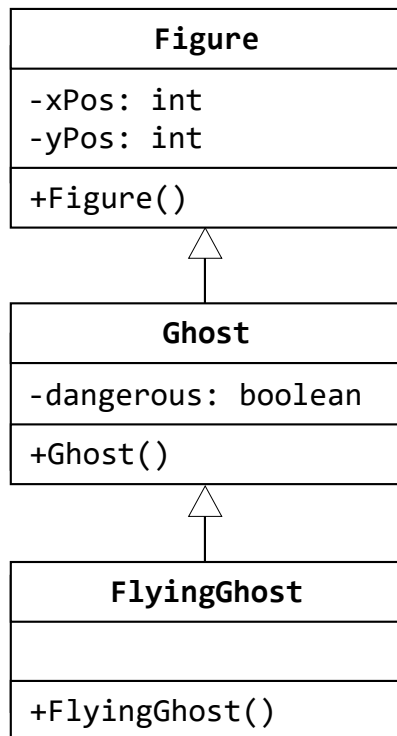 Figure
-xPos: int
-yPos: int
+Figure()
Ghost
-dangerous: boolean
+Ghost()
FlyingGhost
+FlyingGhost()